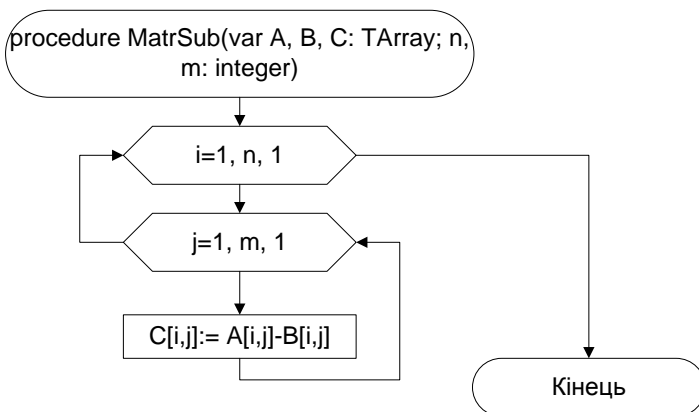 procedure MatrSub(var A, B, C: TArray; n,
m: integer)
i=1, n, 1
j=1, m, 1
C[i,j]:= A[i,j]-B[i,j]
Кінець